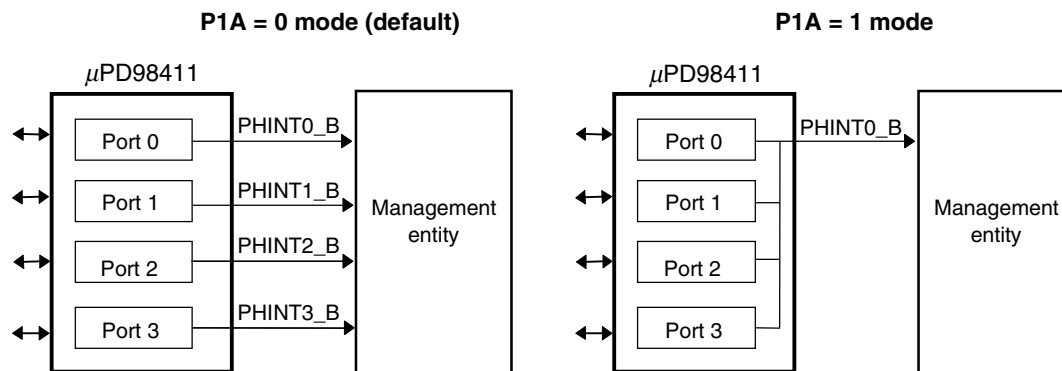 P1A = 0 mode (default)
μPD98411
Port 0
PHINT0_B
Port 1
PHINT1_B
Port 2
PHINT2_B
Port 3
PHINT3_B
Management
entity
P1A = 1 mode
μPD98411
Port 0
PHINT0_B
Port 1
Port 2
Port 3
Management
entity